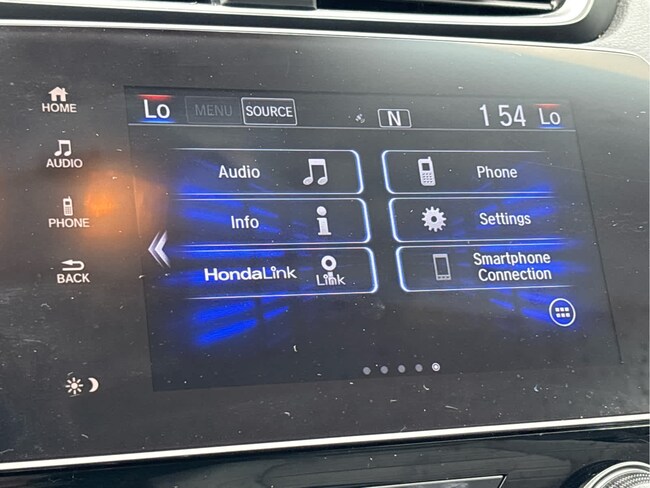 HOME
AUDIO
PHONE
BACK
Lo MENU SOURCE N 1 54 Lo
Audio
Phone
Info
Settings
HondaLink Link
Smartphone
Connection